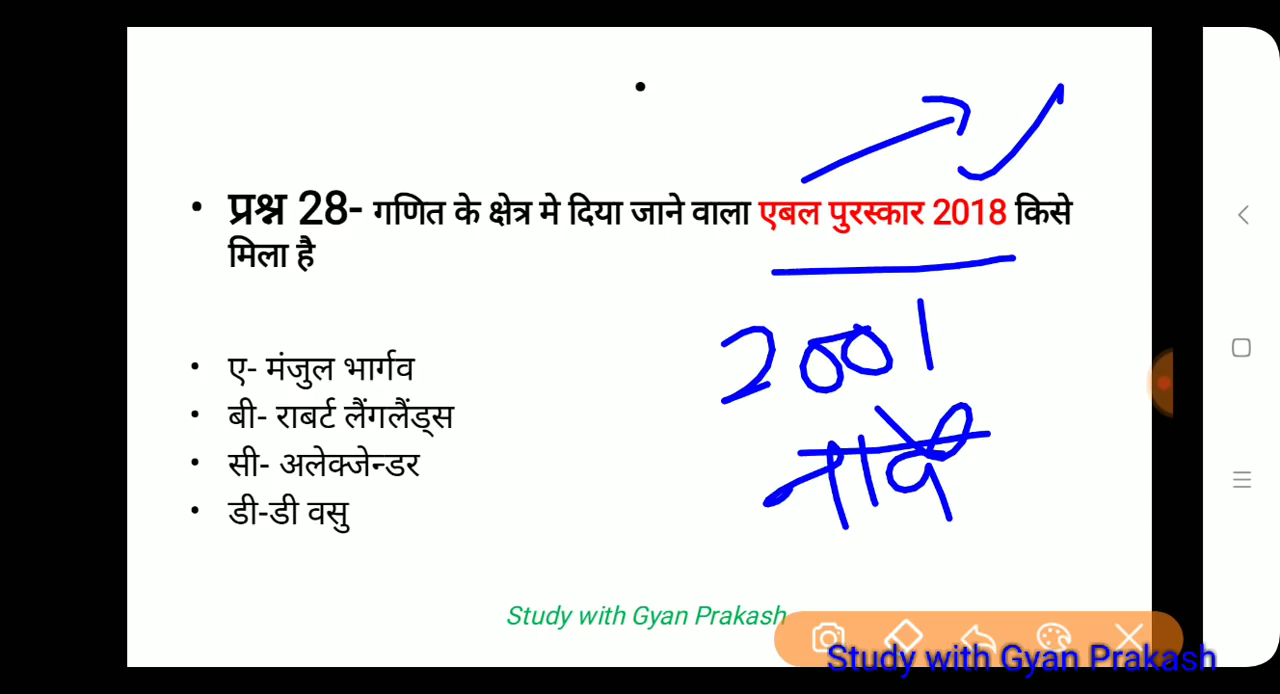 • प्रश्न 28- गणित के क्षेत्र मे दिया जाने वाला एबल पुरस्कार 2018 किसे
मिला है
2001
नार्वे
• ए- मंजुल भार्गव
• बी- राबर्ट लैंगलैंड्स
• सी- अलेक्जेन्डर
• डी-डी वसु
Study with Gyan Prakash
Study with Gyan Prakash